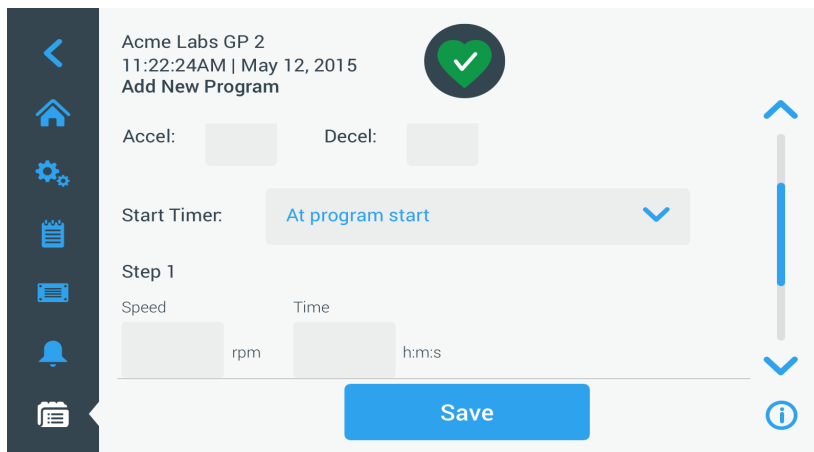 Acme Labs GP 2
11:22:24AM | May 12, 2015
Add New Program
Accel: Decel:
Start Timer: At program start
Step 1
Speed Time
rpm h:m:s
Save